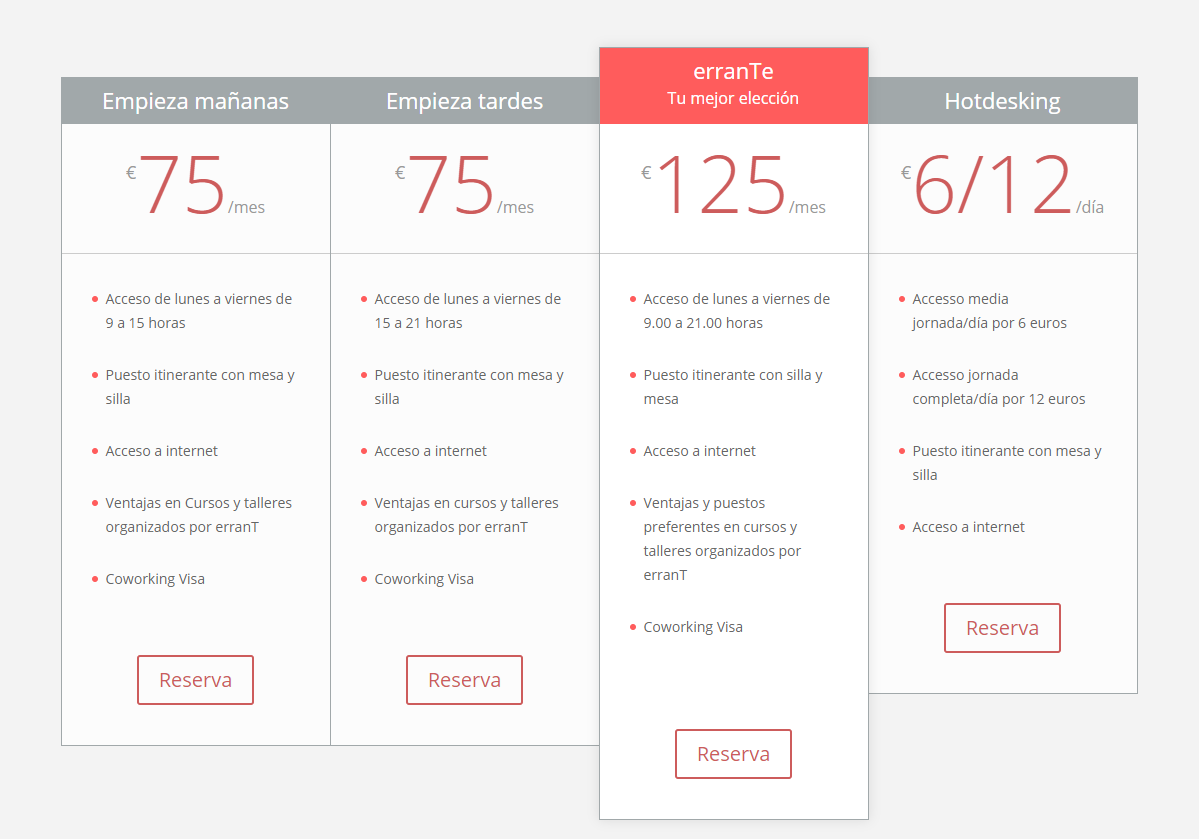 Empieza mañanas
€75/mes
Acceso de lunes a viernes de
9 a 15 horas
Puesto itinerante con mesa y
silla
Acceso a internet
Ventajas en Cursos y talleres
organizados por erranT
Coworking Visa
Reserva
Empieza tardes
€75/mes
Acceso de lunes a viernes de
15 a 21 horas
Puesto itinerante con mesa y
silla
Acceso a internet
Ventajas en cursos y talleres
organizados por erranT
Coworking Visa
Reserva
erranTe
Tu mejor elección
€125/mes
Acceso de lunes a viernes de
9.00 a 21.00 horas
Puesto itinerante con silla y
mesa
Acceso a internet
Ventajas y puestos
preferentes en cursos y
talleres organizados por
erranT
Coworking Visa
Reserva
Hotdesking
€6/12/día
Accesso media
jornada/día por 6 euros
Accesso jornada
completa/día por 12 euros
Puesto itinerante con mesa y
silla
Acceso a internet
Reserva